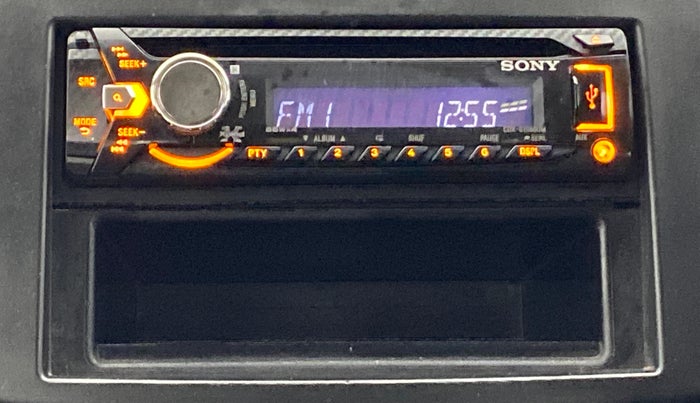 SONY
SEEK+
SRC
MODE
SEEK-
FM1 12:55
ALBUM SHUF PAUSE
AUX
PTY 1 2 3 4 5 6 DSPL